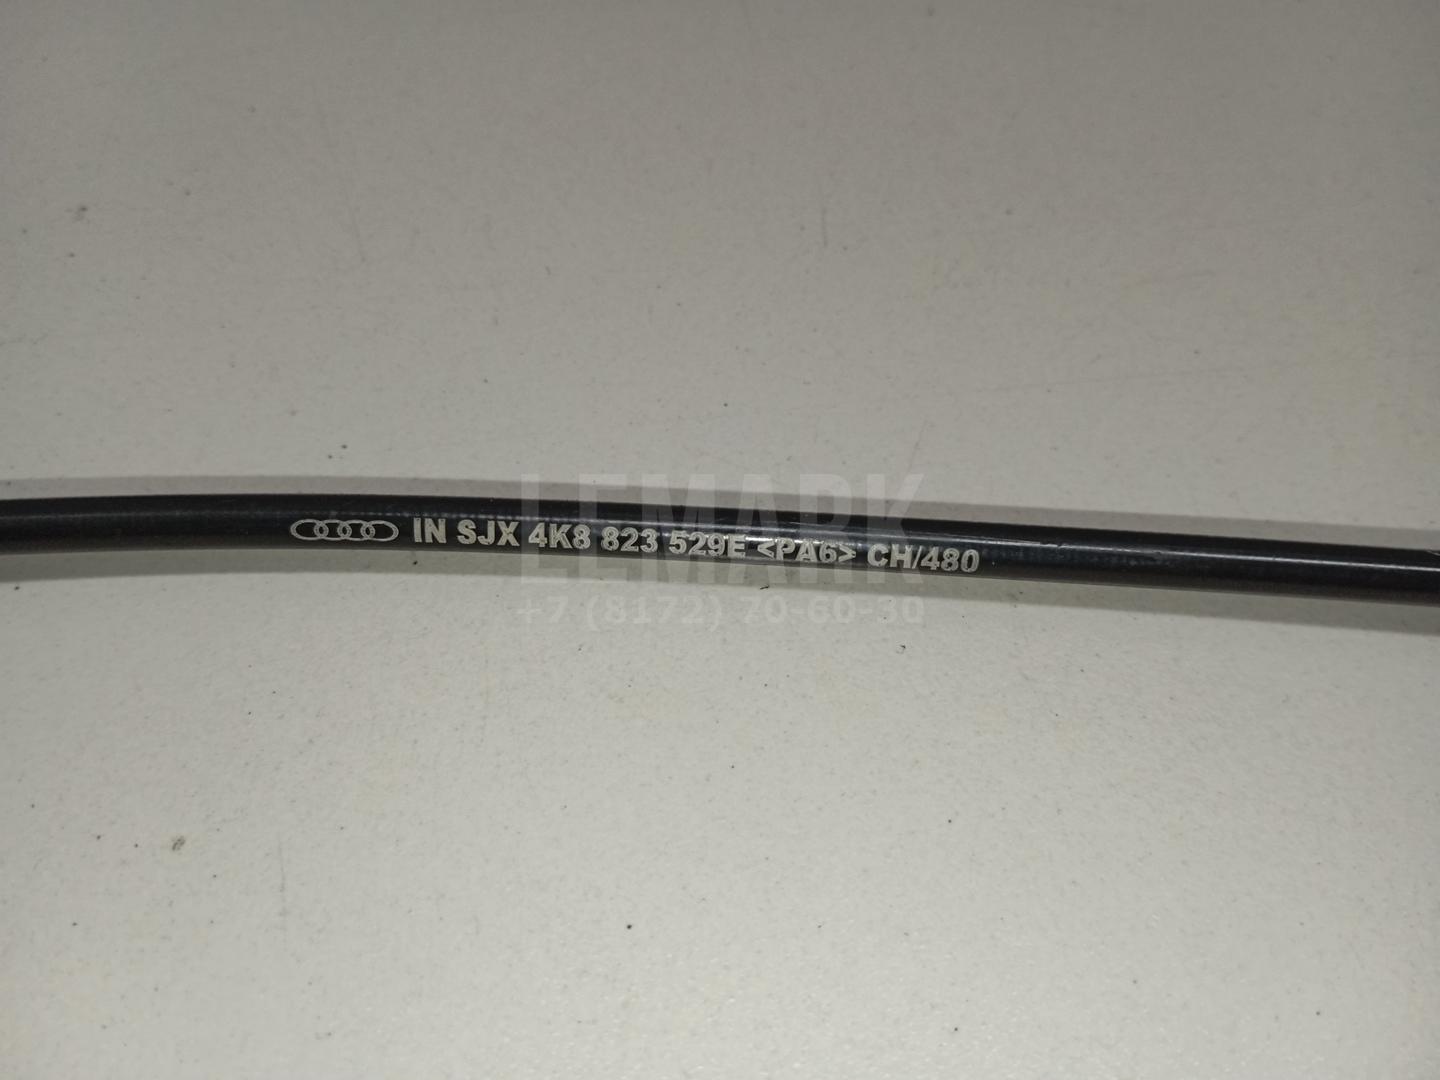 IN SJX 4K8 823 529E <PA6> CH/480
LEMARK
+7 (8172) 70-60-30